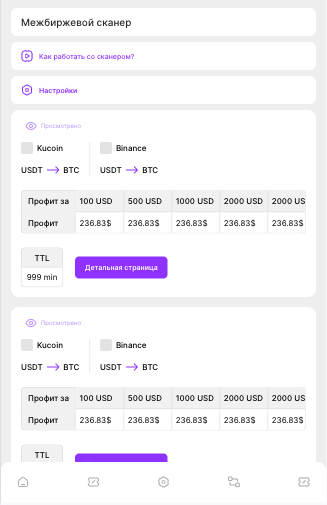 Межбиржевой сканер
Как работать со сканером?
Настройки
Просмотрено
Kucoin Binance
USDT → BTC USDT → BTC
Профит за 100 USD 500 USD 1000 USD 2000 USD 2000 US
Профит 236.83$ 236.83$ 236.83$ 236.83$ 236.83$
TTL
999 min
Детальная страница
Просмотрено
Kucoin Binance
USDT → BTC USDT → BTC
Профит за 100 USD 500 USD 1000 USD 2000 USD 2000 US
Профит 236.83$ 236.83$ 236.83$ 236.83$ 236.83$
TTL